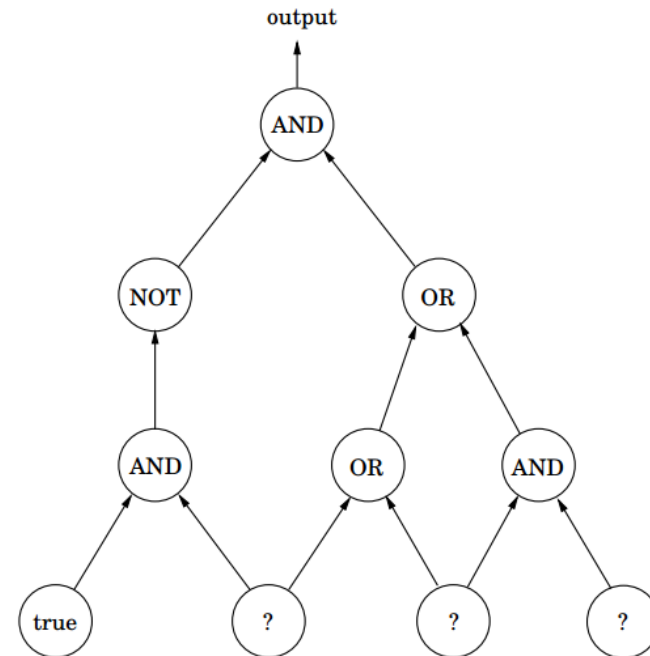 output
AND
NOT OR
AND OR AND
true ? ? ?